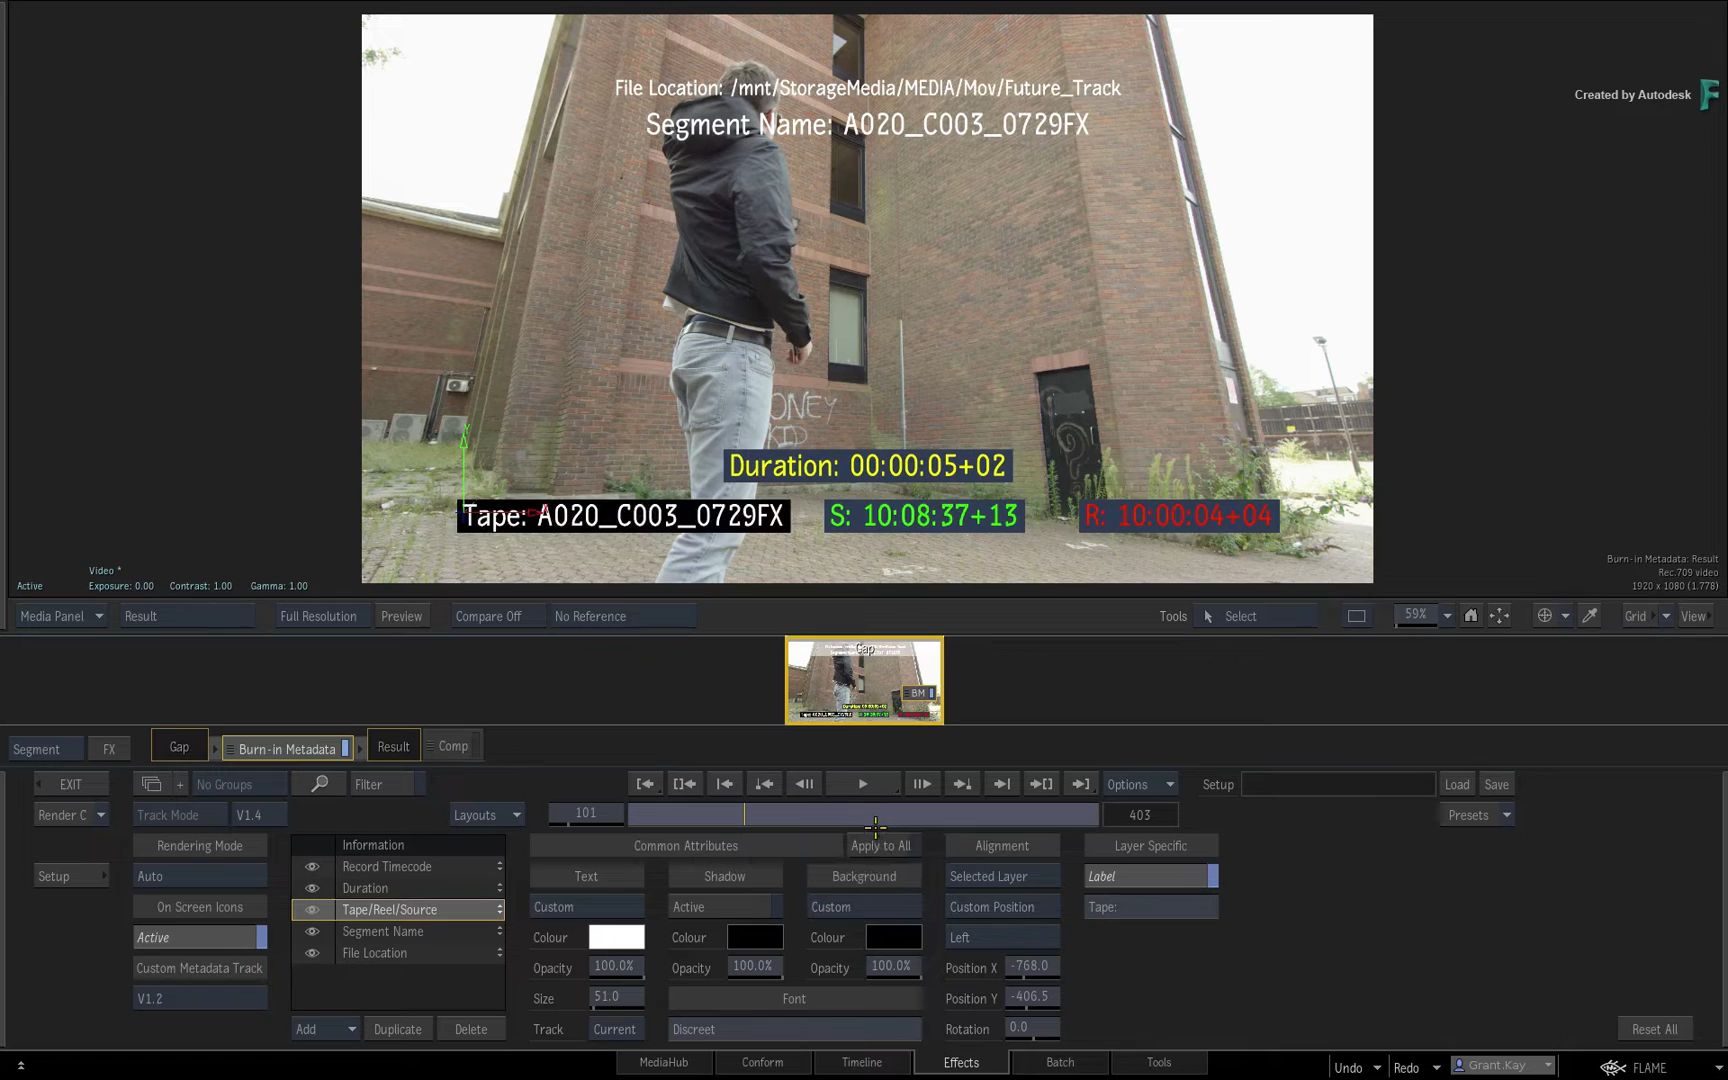 File Location: /mnt/StorageMedia/MEDIA/Mov/Future_Track
Segment Name: A020_C003_0729FX
Created by Autodesk
ONEY
KID
Duration: 00:00:05+02
Tape: A020_C003_0729FX
S: 10:08:37+13
R: 10:00:04+04
Y
Video *
Active
Exposure: 0.00
Contrast: 1.00
Gamma: 1.00
Burn-in Metadata: Result
Rec.709 video
1920 x 1080 (1.778)
Media Panel
Result
Full Resolution
Preview
Compare Off
No Reference
Tools
Select
59%
Grid
View
Gap
BM
Segment
FX
Gap
Burn-in Metadata
Result
Comp
EXIT
No Groups
Filter
Options
Setup
Load
Save
Render C
Track Mode
V1.4
Layouts
101
403
Presets
Rendering Mode
Information
Common Attributes
Apply to All
Alignment
Layer Specific
Setup
Auto
Record Timecode
Text
Shadow
Background
Selected Layer
Label
On Screen Icons
Duration
Custom
Active
Custom
Custom Position
Tape:
Active
Tape/Reel/Source
Segment Name
Colour
Colour
Colour
Left
Custom Metadata Track
File Location
Opacity
100.0%
Opacity
100.0%
Opacity
100.0%
Position X
-768.0
V1.2
Size
51.0
Font
Position Y
-406.5
Add
Duplicate
Delete
Track
Current
Discreet
Rotation
0.0
Reset All
MediaHub
Conform
Timeline
Effects
Batch
Tools
Undo
Redo
Grant.Kay
FLAME